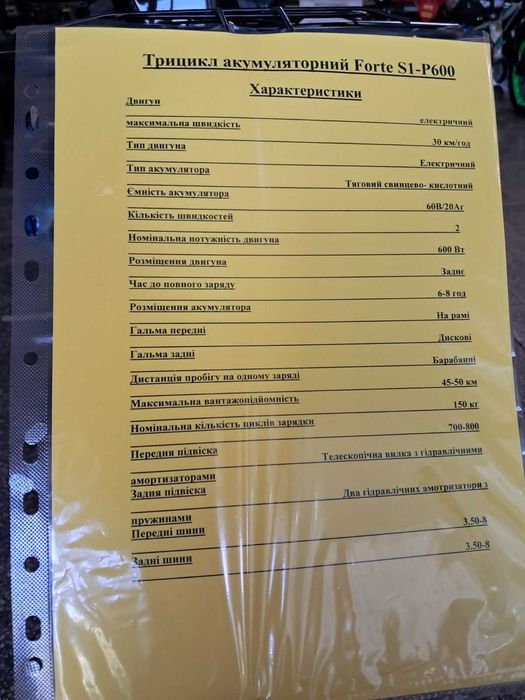 Трицикл акумуляторний Forte S1-P600
Характеристики
Двигун електричний
максимальна швидкість 30 км/год
Тип двигуна Електричний
Тип акумулятора Тяговий свинцево- кислотний
Ємність акумулятора 60В/20Аг
Кількість швидкостей 2
Номінальна потужність двигуна 600 Вт
Розміщення двигуна Заднє
Час до повного заряду 6-8 год
Розміщення акумулятора На рамі
Гальма передні Дискові
Гальма задні Барабанні
Дистанція пробігу на одному заряді 45-50 км
Максимальна вантажопідйомність 150 кг
Номінальна кількість циклів зарядки 700-800
Передня підвіска Телескопічна вилка з гідравлічними
амортизаторами
Задня підвіска Два гідравлічних амотризатори з
пружинами
Передні шини 3.50-8
Задні шини 3.50-8